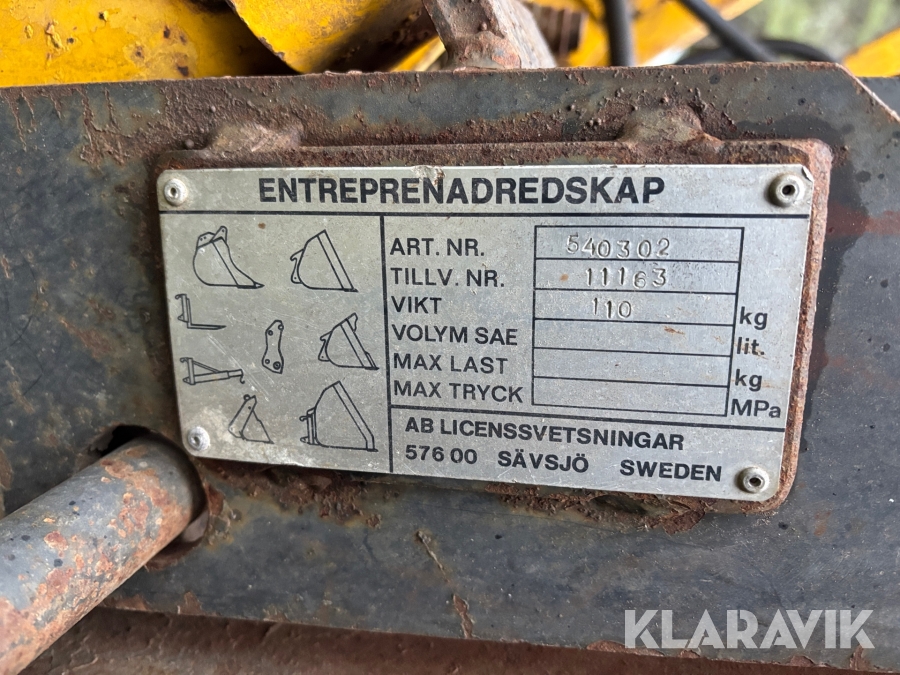 ENTREPRENADREDSKAP
ART. NR. 540302
TILLV. NR. 11163
VIKT 110 kg
VOLYM SAE lit.
MAX LAST kg
MAX TRYCK MPa
AB LICENSSVETSNINGAR
576 00 SÄVSJÖ SWEDEN
KLARAVIK